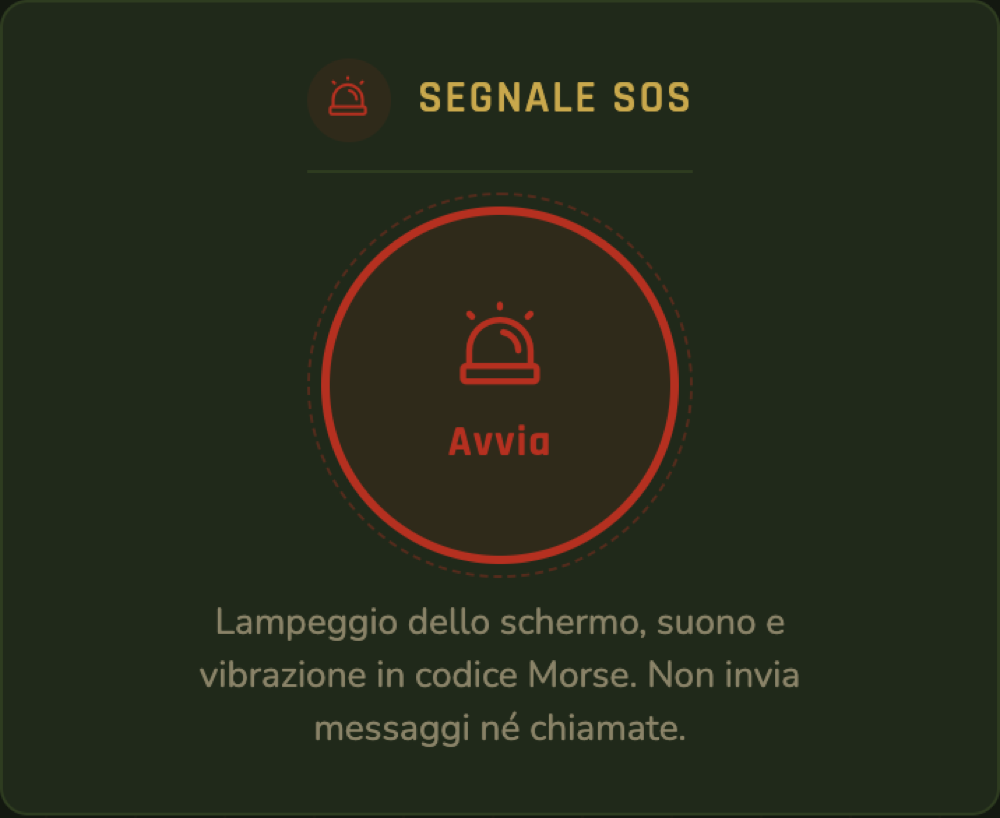 SEGNALE SOS
Avvia
Lampeggio dello schermo, suono e
vibrazione in codice Morse. Non invia
messaggi né chiamate.